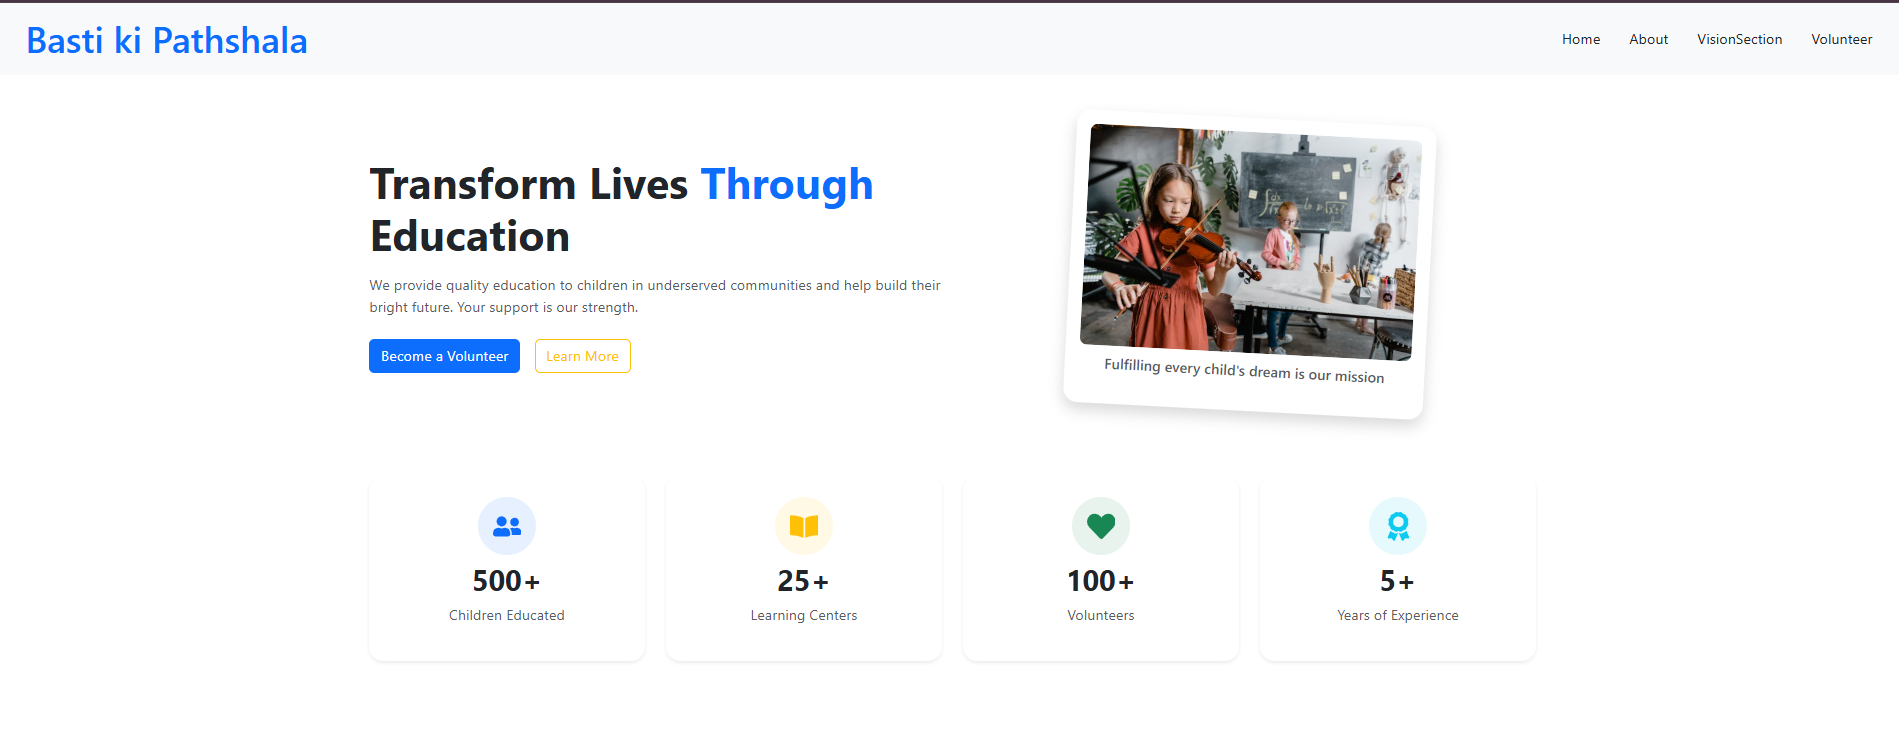 Basti ki Pathshala
Home About VisionSection Volunteer
Transform Lives Through
Education
We provide quality education to children in underserved communities and help build their
bright future. Your support is our strength.
Become a Volunteer Learn More
Fulfilling every child's dream is our mission
500+
Children Educated
25+
Learning Centers
100+
Volunteers
5+
Years of Experience